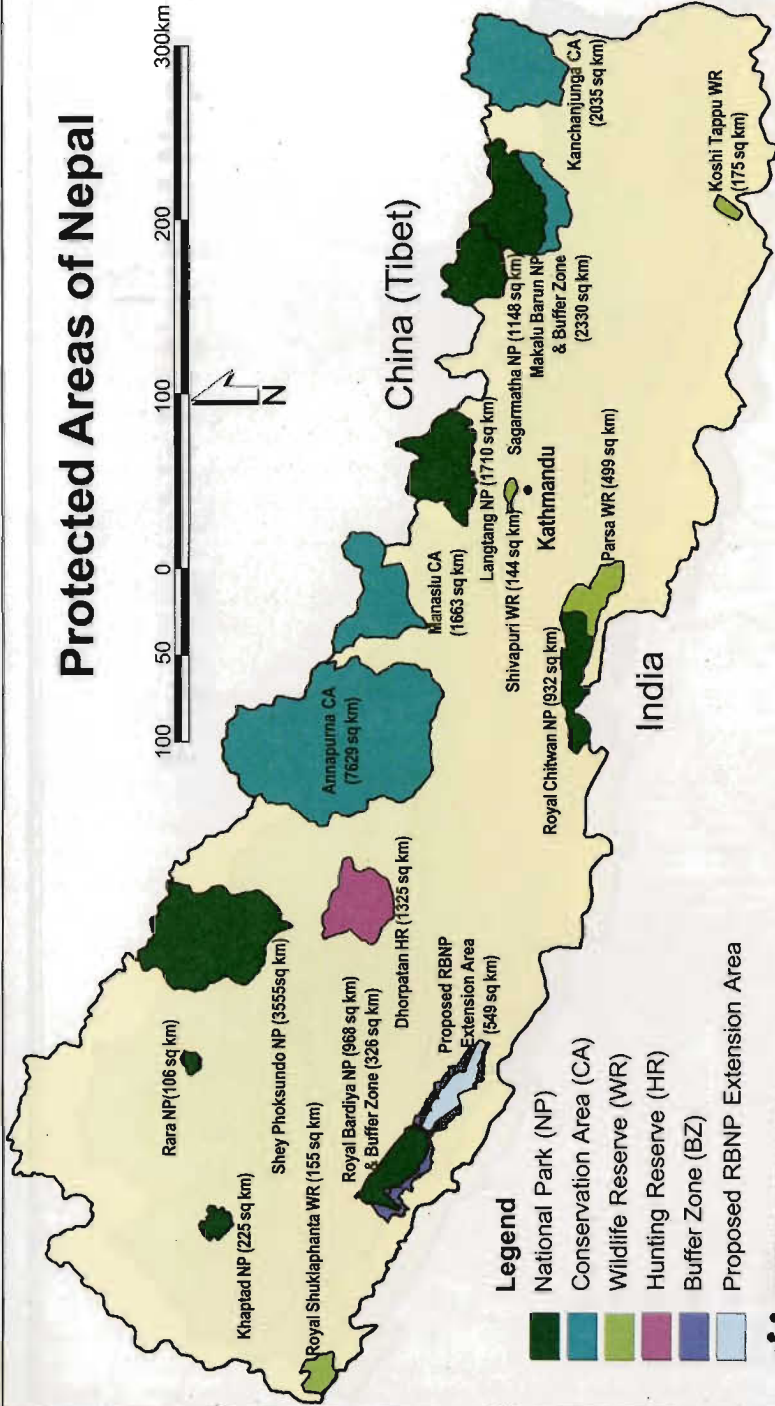 Protected Areas of Nepal
100
50
0
100
200
300km
N
China (Tibet)
India
Kathmandu
Khaptad NP (225 sq km)
Rara NP(106 sq km)
Shey Phoksundo NP (3555sq km)
Royal Shuklaphanta WR (155 sq km)
Royal Bardiya NP (968 sq km)
& Buffer Zone (326 sq km)
Dhorpatan HR (1325 sq km)
Proposed RBNP
Extension Area
(549 sq km)
Annapurna CA
(7629 sq km)
Manaslu CA
(1663 sq km)
Langtang NP (1710 sq km)
Shivapuri WR (144 sq km)
Sagarmatha NP (1148 sq km)
Makalu Barun NP
& Buffer Zone
(2330 sq km)
Kanchanjunga CA
(2035 sq km)
Royal Chitwan NP (932 sq km)
Parsa WR (499 sq km)
Koshi Tappu WR
(175 sq km)
Legend
National Park (NP)
Conservation Area (CA)
Wildlife Reserve (WR)
Hunting Reserve (HR)
Buffer Zone (BZ)
Proposed RBNP Extension Area